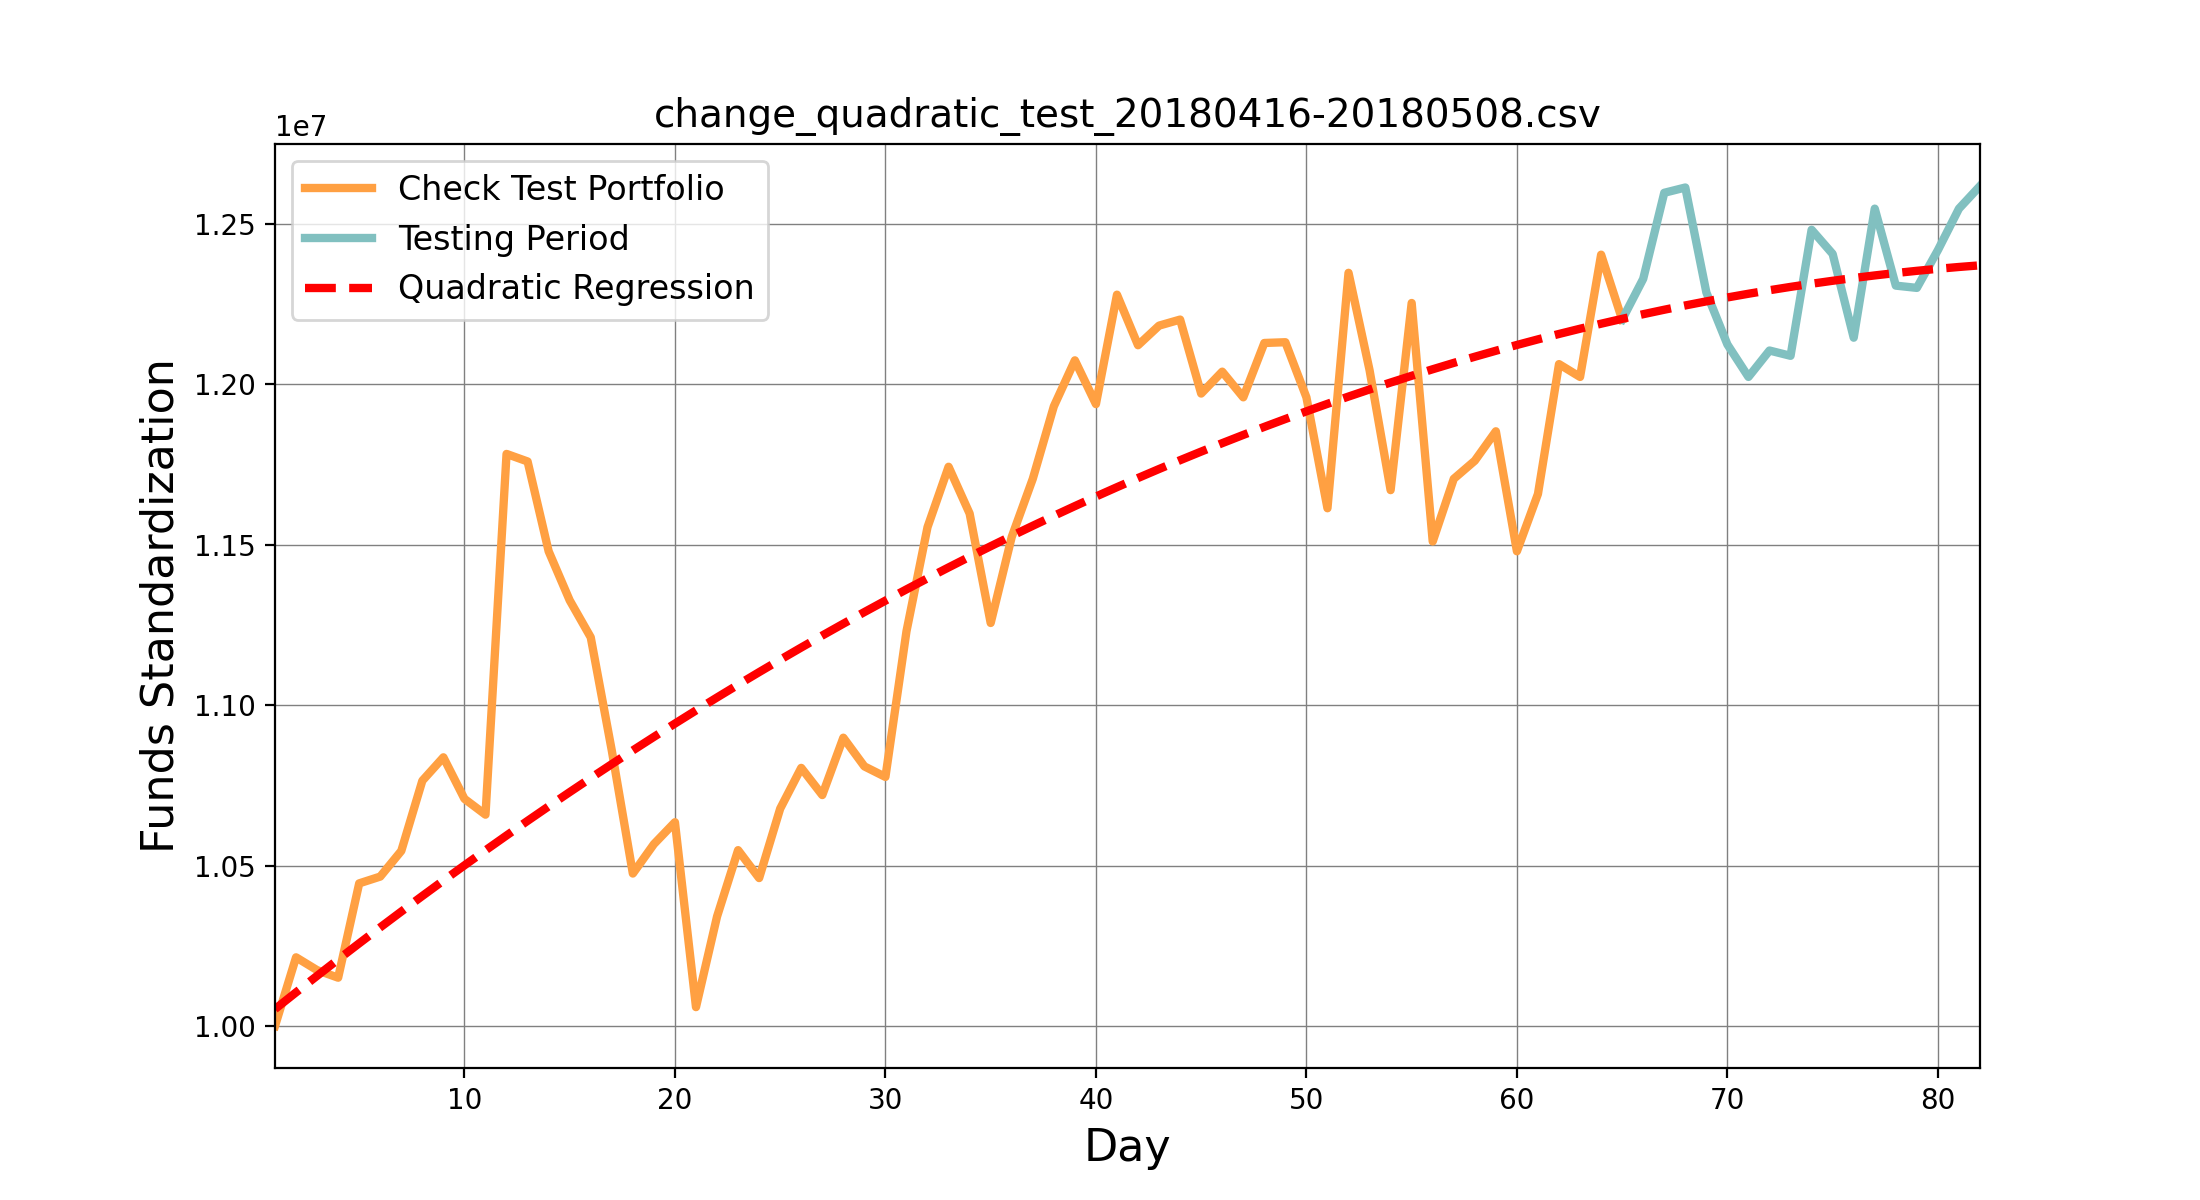 change_quadratic_test_20180416-20180508.csv
1e7
Check Test Portfolio
Testing Period
Quadratic Regression
1.25
1.20
1.15
1.10
1.05
1.00
Funds Standardization
10 20 30 40 50 60 70 80
Day